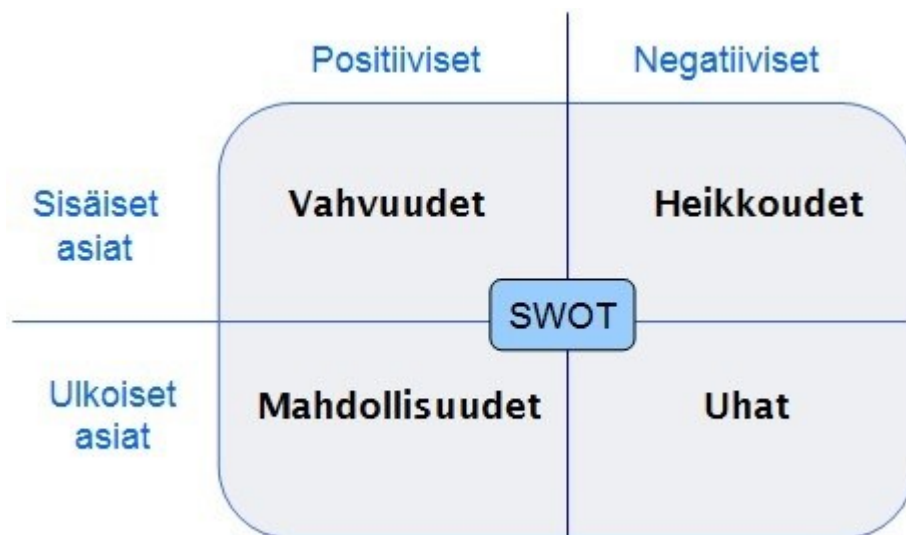 Positiiviset
Negatiiviset
Sisäiset
asiat
Vahvuudet
Heikkoudet
SWOT
Ulkoiset
asiat
Mahdollisuudet
Uhat